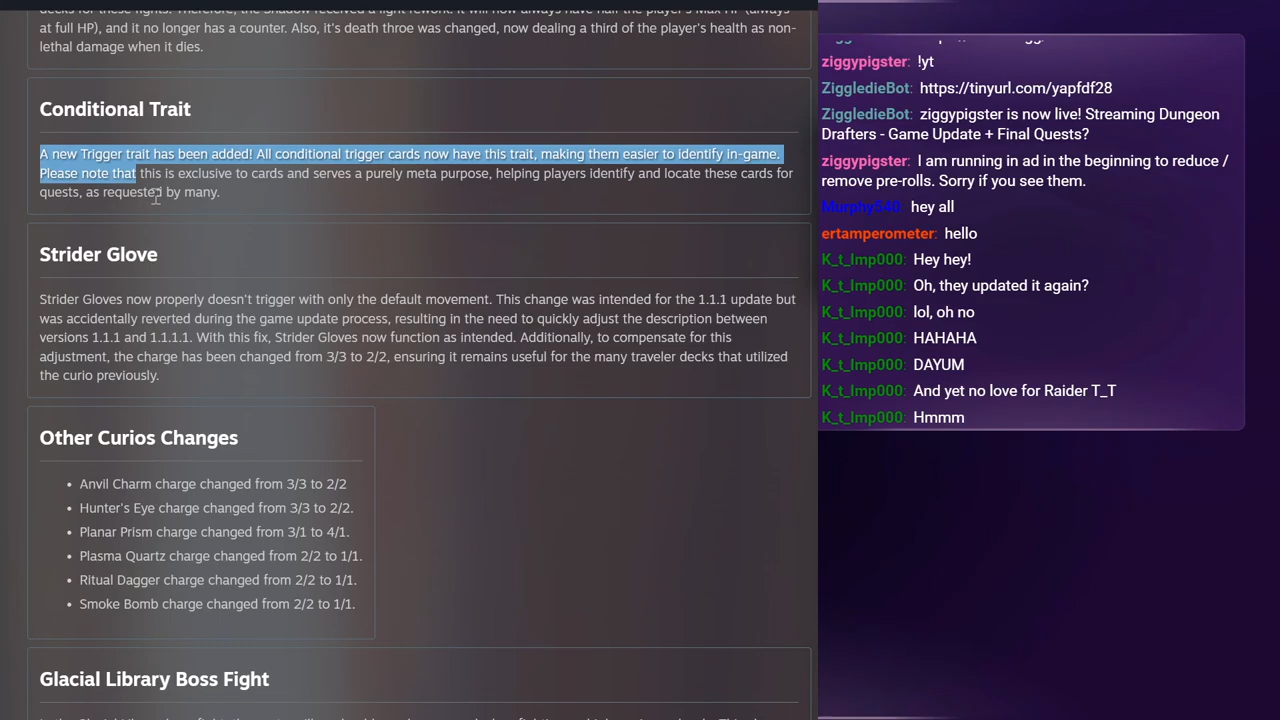 decks for these fights. Therefore, the Shadow received a light rework: it will now always have half the player's Max HP (always
at full HP), and it no longer has a counter. Also, it's death throe was changed, now dealing a third of the player's health as non-
lethal damage when it dies.
Conditional Trait
A new Trigger trait has been added! All conditional trigger cards now have this trait, making them easier to identify in-game.
Please note that this is exclusive to cards and serves a purely meta purpose, helping players identify and locate these cards for
quests, as requested by many.
Strider Glove
Strider Gloves now properly doesn't trigger with only the default movement. This change was intended for the 1.1.1 update but
was accidentally reverted during the game update process, resulting in the need to quickly adjust the description between
versions 1.1.1 and 1.1.1.1. With this fix, Strider Gloves now function as intended. Additionally, to compensate for this
adjustment, the charge has been changed from 3/3 to 2/2, ensuring it remains useful for the many traveler decks that utilized
the curio previously.
Other Curios Changes
• Anvil Charm charge changed from 3/3 to 2/2
• Hunter's Eye charge changed from 3/3 to 2/2.
• Planar Prism charge changed from 3/1 to 4/1.
• Plasma Quartz charge changed from 2/2 to 1/1.
• Ritual Dagger charge changed from 2/2 to 1/1.
• Smoke Bomb charge changed from 2/2 to 1/1.
Glacial Library Boss Fight
ziggypigster: !yt
ZiggledieBot: https://tinyurl.com/yapfdf28
ZiggledieBot: ziggypigster is now live! Streaming Dungeon
Drafters - Game Update + Final Quests?
ziggypigster: I am running in ad in the beginning to reduce /
remove pre-rolls. Sorry if you see them.
Murphy540: hey all
ertamperometer: hello
K_t_Imp000: Hey hey!
K_t_Imp000: Oh, they updated it again?
K_t_Imp000: lol, oh no
K_t_Imp000: HAHAHA
K_t_Imp000: DAYUM
K_t_Imp000: And yet no love for Raider T_T
K_t_Imp000: Hmmm